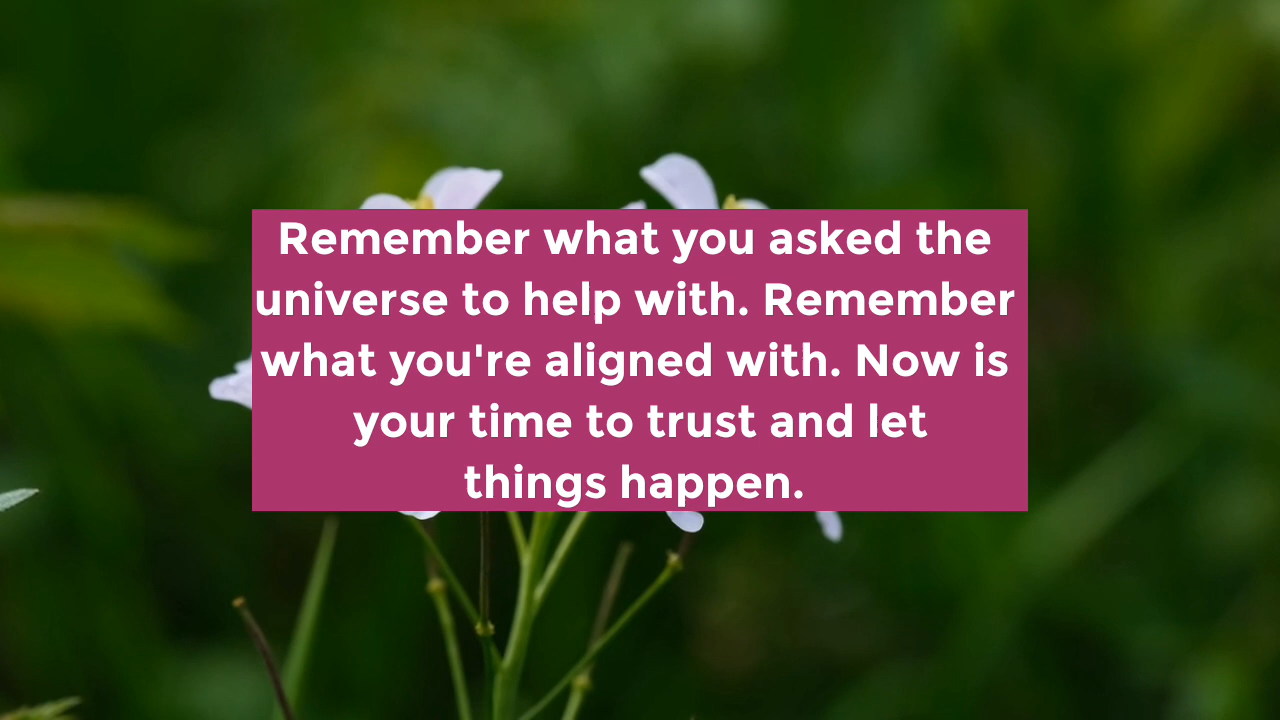 Remember what you asked the
universe to help with. Remember
what you're aligned with. Now is
your time to trust and let
things happen.